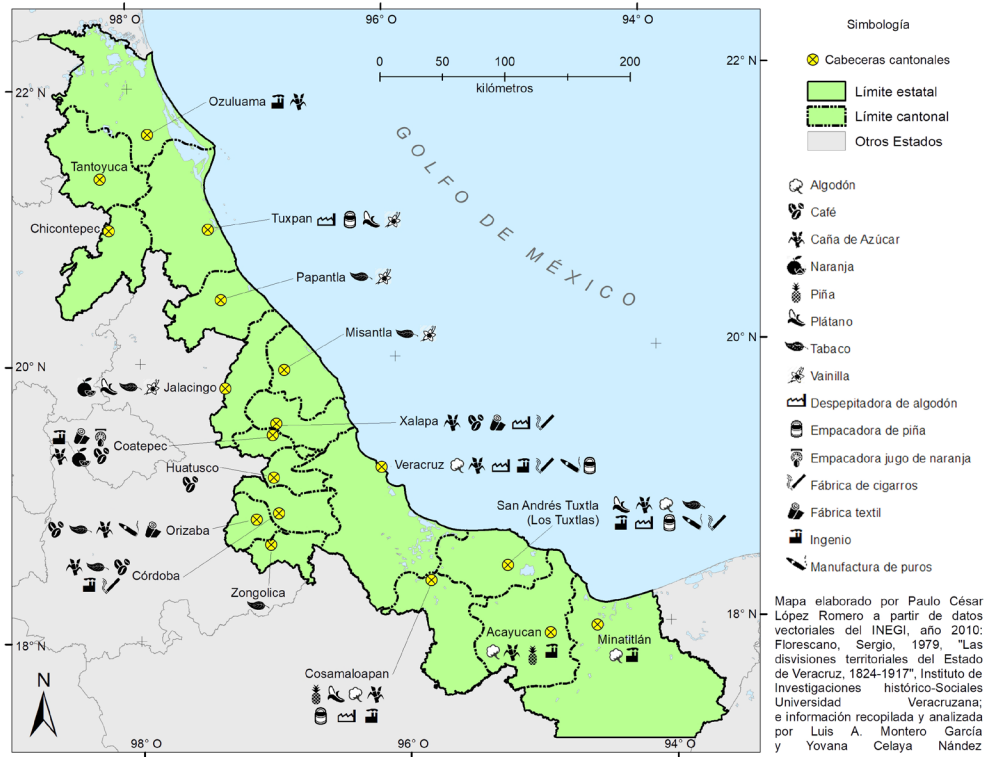 98° O
96° O
94° O
22° N
22° N
0 50 100 200
kilómetros
GOLFO DE MÉXICO
Ozuluama
Tantoyuca
Chicontepec
Tuxpan
Papantla
Misantla
20° N
20° N
Jalacingo
Xalapa
Coatepec
Veracruz
Huatusco
San Andrés Tuxtla
(Los Tuxtlas)
Orizaba
Córdoba
Zongolica
Acayucan
Minatitlán
Cosamaloapan
18° N
18° N
N
98° O
96° O
94° O
Simbología
Cabeceras cantonales
Límite estatal
Límite cantonal
Otros Estados
Algodón
Café
Caña de Azúcar
Naranja
Piña
Plátano
Tabaco
Vainilla
Despepitadora de algodón
Empacadora de piña
Empacadora jugo de naranja
Fábrica de cigarros
Fábrica textil
Ingenio
Manufactura de puros
Mapa elaborado por Paulo César
López Romero a partir de datos
vectoriales del INEGI, año 2010;
Florescano, Sergio, 1979, "Las
disvisiones territoriales del Estado
de Veracruz, 1824-1917", Instituto de
Investigaciones histórico-Sociales
Universidad Veracruzana;
e información recopilada y analizada
por Luis A. Montero García
y Yovana Celaya Nández